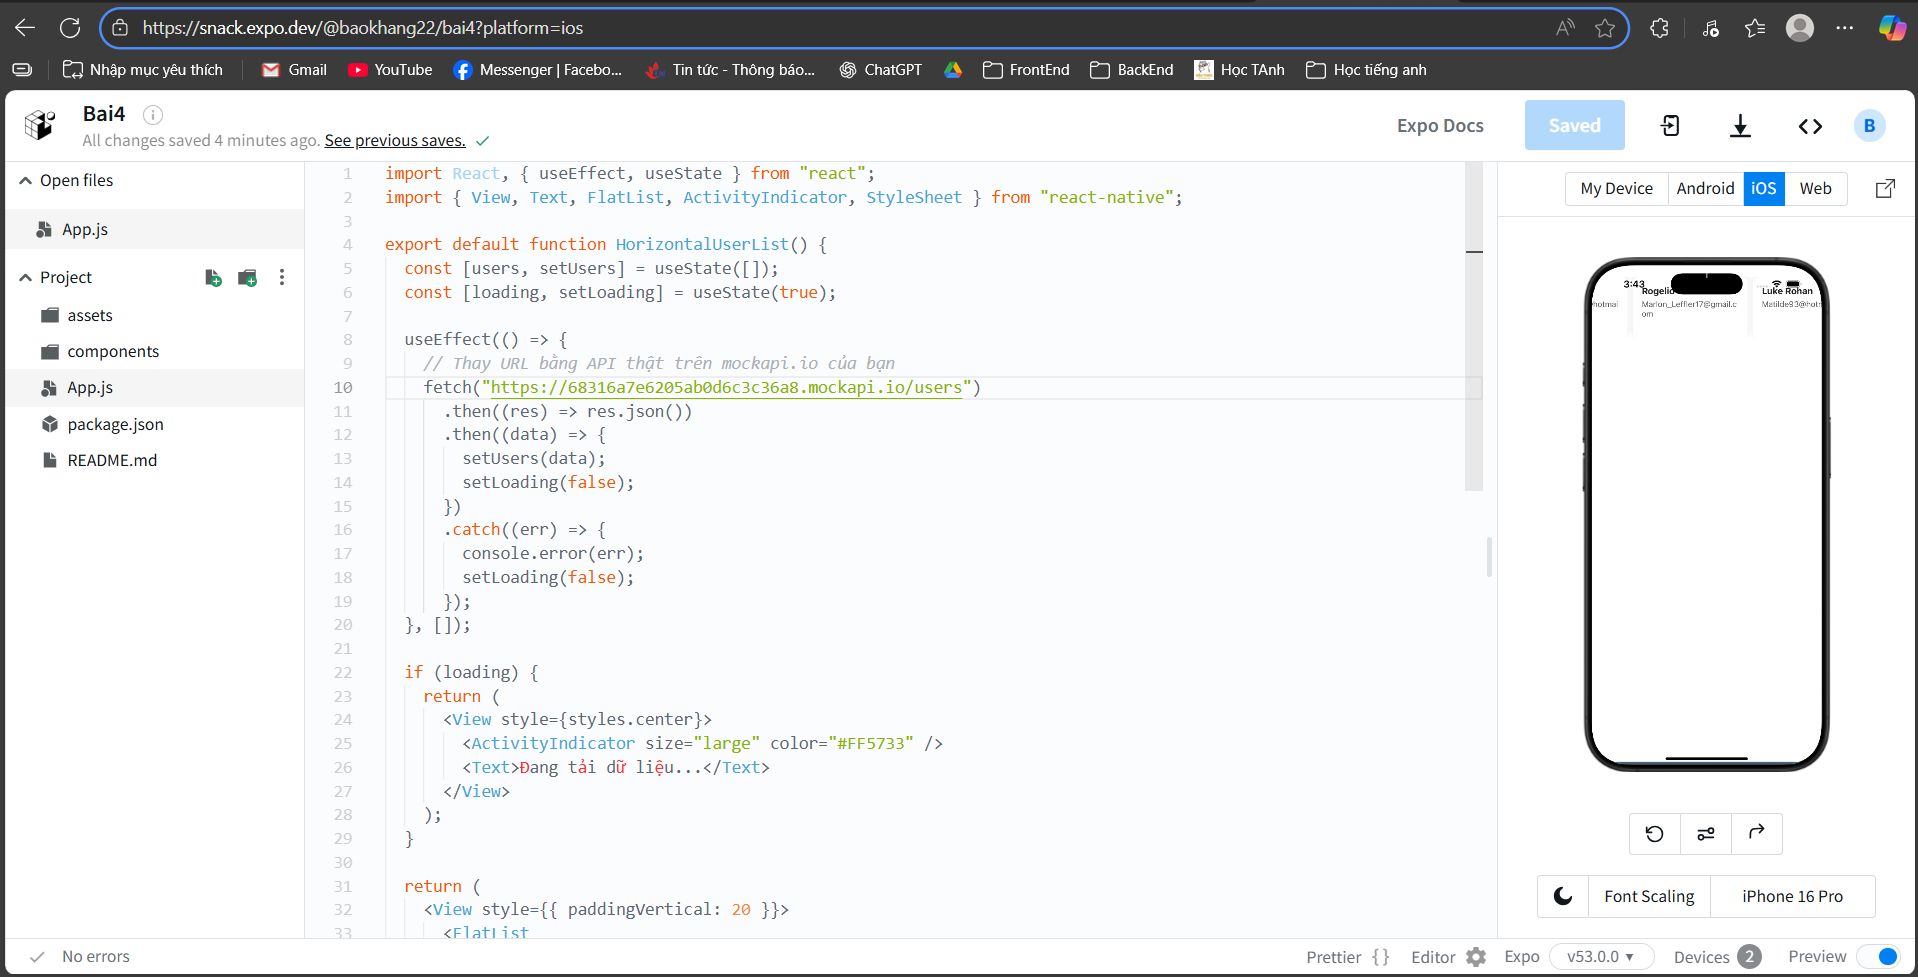 https://snack.expo.dev/@baokhang22/bai4?platform=ios
Nhập mục yêu thích
Gmail
YouTube
Messenger | Facebo...
Tin tức - Thông báo...
ChatGPT
FrontEnd
BackEnd
Học TAnh
Học tiếng anh
Bai4
All changes saved 4 minutes ago. See previous saves.
Expo Docs
Saved
B
Open files
App.js
Project
assets
components
App.js
package.json
README.md
1 import React, { useEffect, useState } from "react";
2 import { View, Text, FlatList, ActivityIndicator, StyleSheet } from "react-native";
3
4 export default function HorizontalUserList() {
5 const [users, setUsers] = useState([]);
6 const [loading, setLoading] = useState(true);
7
8 useEffect(() => {
9 // Thay URL bằng API thật trên mockapi.io của bạn
10 fetch("https://68316a7e6205ab0d6c3c36a8.mockapi.io/users")
11 .then((res) => res.json())
12 .then((data) => {
13 setUsers(data);
14 setLoading(false);
15 })
16 .catch((err) => {
17 console.error(err);
18 setLoading(false);
19 });
20 }, []);
21
22 if (loading) {
23 return (
24 <View style={styles.center}>
25 <ActivityIndicator size="large" color="#FF5733" />
26 <Text>Đang tải dữ liệu...</Text>
27 </View>
28 );
29 }
30
31 return (
32 <View style={{ paddingVertical: 20 }}>
33 <FlatList
My Device
Android
iOS
Web
3:43
Rogelio
Luke Rohan
hotmai
Marlon_Leffler17@gmail.c
om
Matilde93@hotm
Font Scaling
iPhone 16 Pro
No errors
Prettier { }
Editor
Expo
v53.0.0
Devices 2
Preview